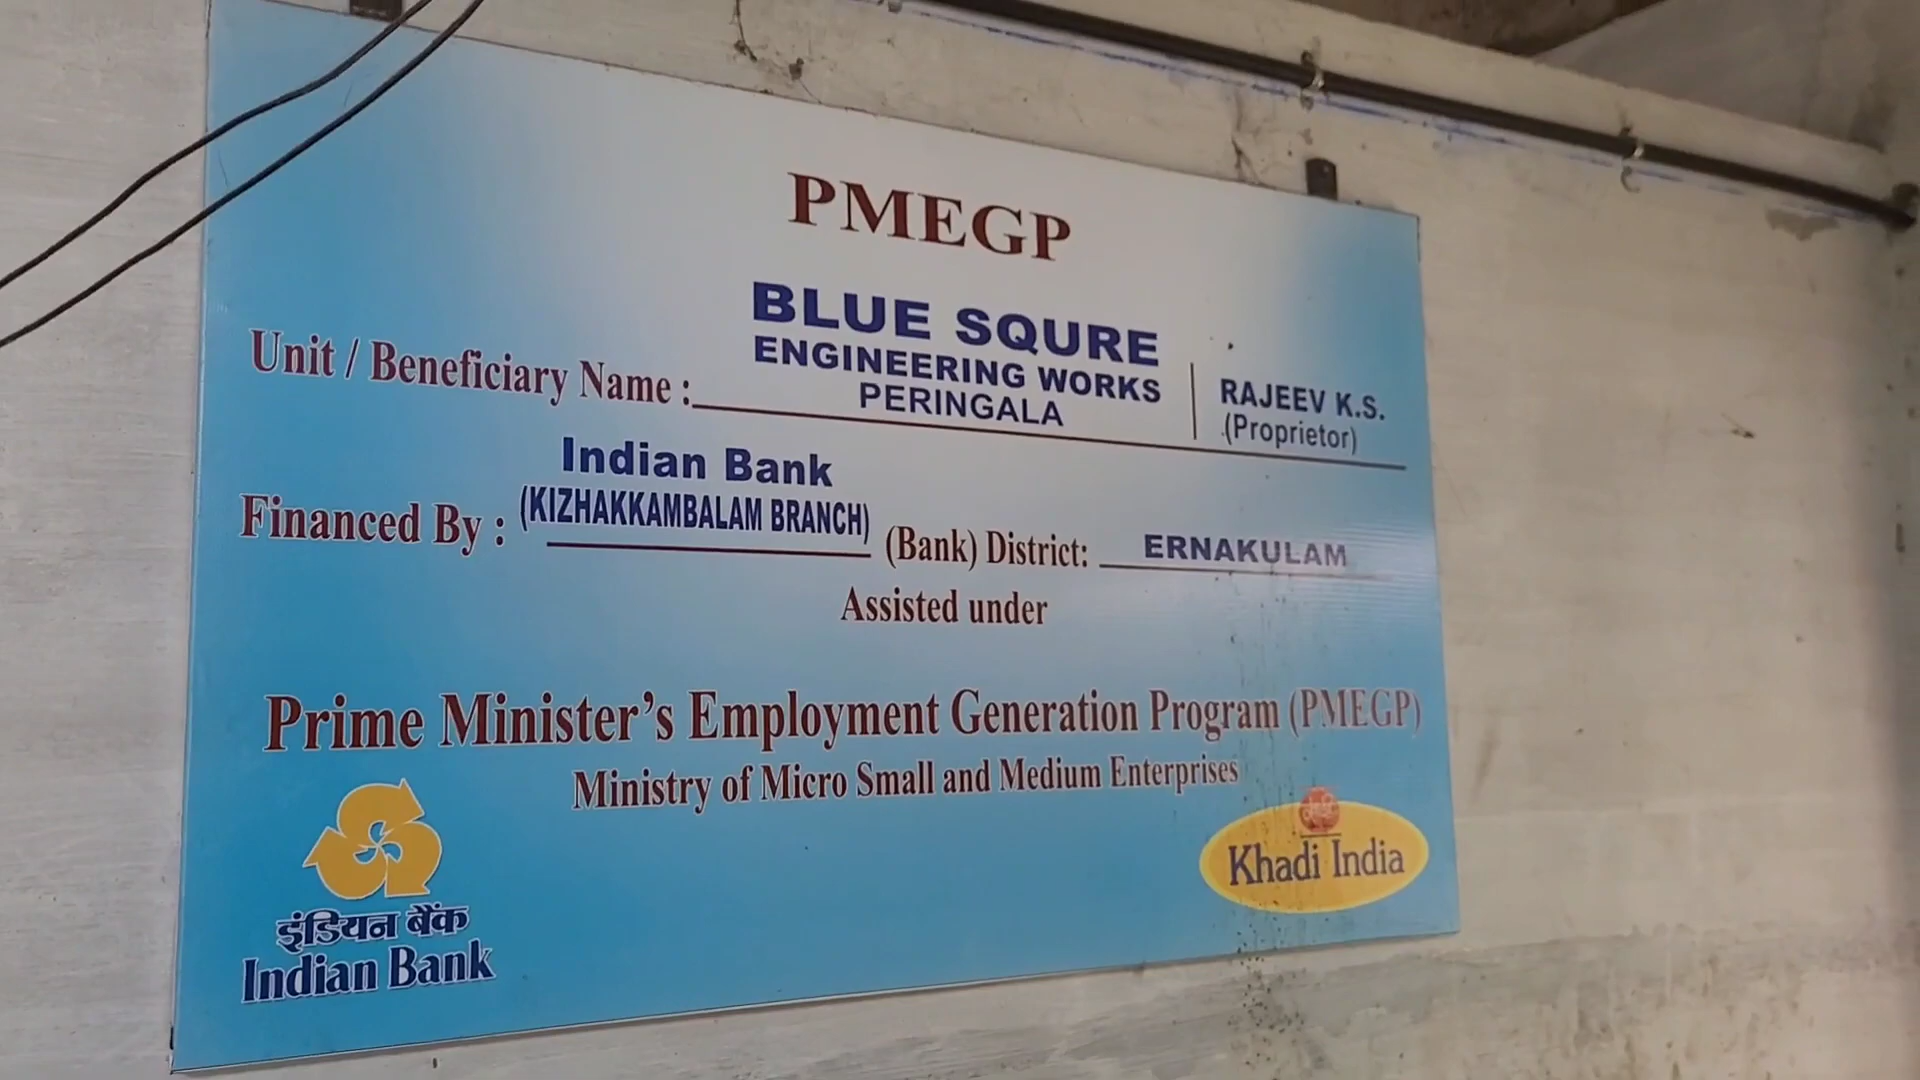 PMEGP
BLUE SQURE
Unit / Beneficiary Name : ENGINEERING WORKS
PERINGALA
RAJEEV K.S.
(Proprietor)
Indian Bank
Financed By : (KIZHAKKAMBALAM BRANCH) (Bank) District: ERNAKULAM
Assisted under
Prime Minister's Employment Generation Program (PMEGP)
Ministry of Micro Small and Medium Enterprises
इंडियन बैंक
Indian Bank
Khadi India